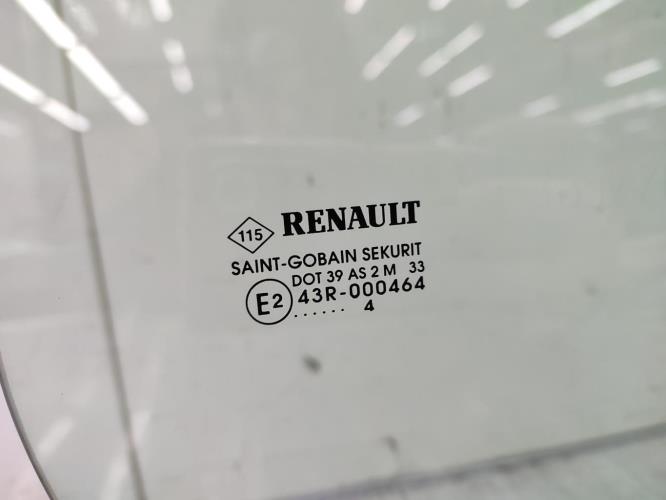 115 RENAULT
SAINT-GOBAIN SEKURIT
DOT 39 AS 2 M 33
E2 43R-000464
...... 4